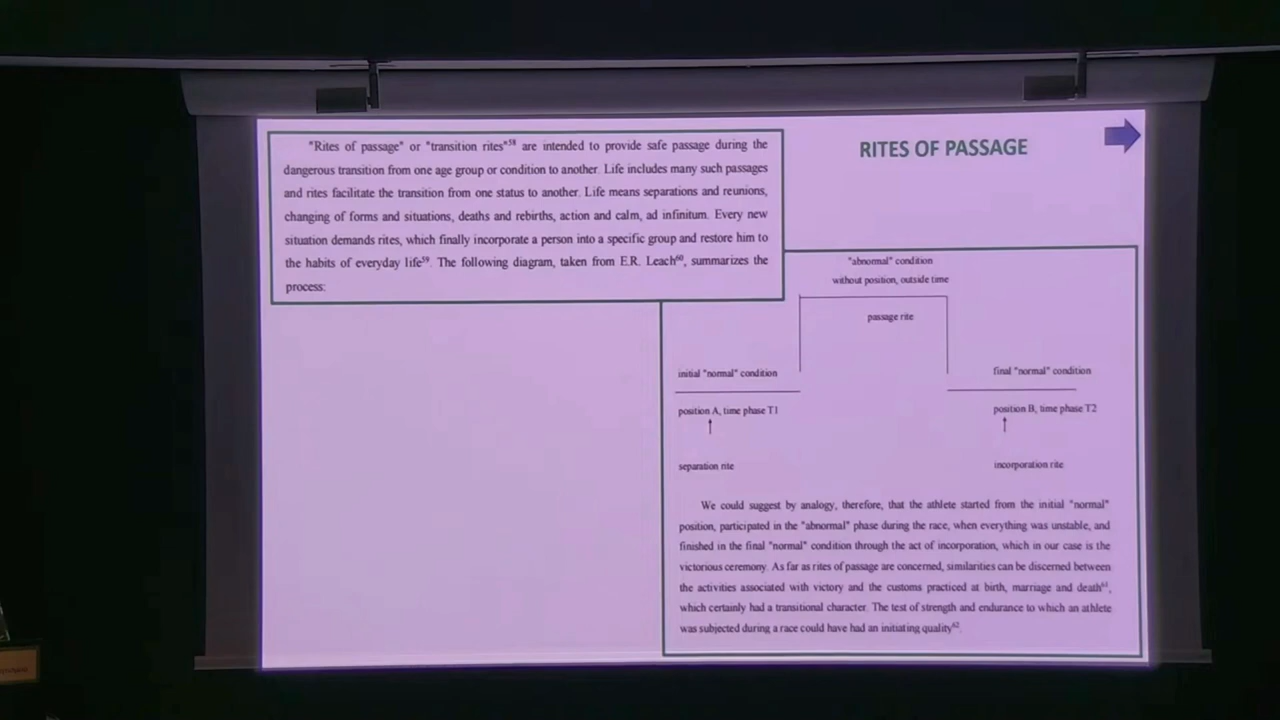 "Rites of passage" or "transition rites"58 are intended to provide safe passage during the
dangerous transition from one age group or condition to another. Life includes many such passages
and rites facilitate the transition from one status to another. Life means separations and reunions,
changing of forms and situations, deaths and rebirths, action and calm, ad infinitum. Every new
situation demands rites, which finally incorporate a person into a specific group and restore him to
the habits of everyday life59. The following diagram, taken from E.R. Leach60, summarizes the
process:
RITES OF PASSAGE
"abnormal" condition
without position, outside time
passage rite
initial "normal" condition
final "normal" condition
position A, time phase T1
position B, time phase T2
separation rite
incorporation rite
We could suggest by analogy, therefore, that the athlete started from the initial "normal"
position, participated in the "abnormal" phase during the race, when everything was unstable, and
finished in the final "normal" condition through the act of incorporation, which in our case is the
victorious ceremony. As far as rites of passage are concerned, similarities can be discerned between
the activities associated with victory and the customs practiced at birth, marriage and death61,
which certainly had a transitional character. The test of strength and endurance to which an athlete
was subjected during a race could have had an initiating quality62.